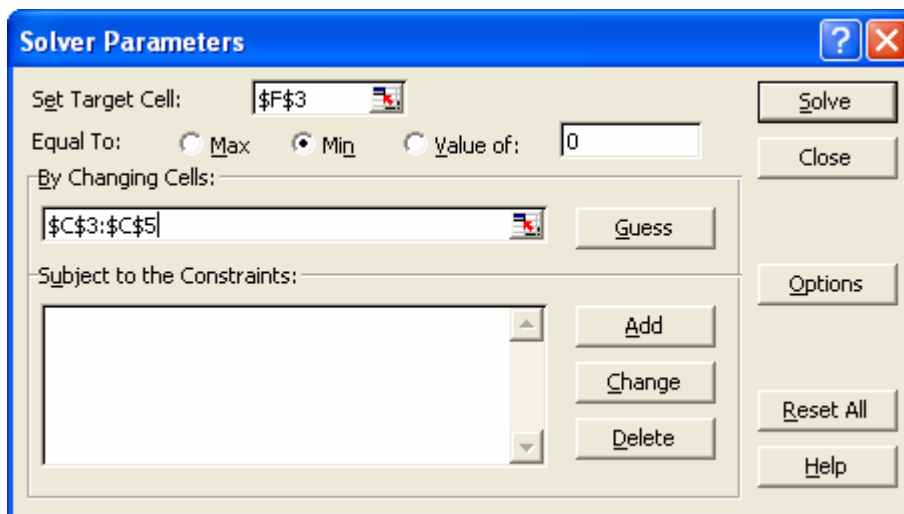 Solver Parameters
Set Target Cell: $F$3
Solve
Equal To: Max Min Value of: 0
Close
By Changing Cells:
$C$3:$C$5
Guess
Subject to the Constraints:
Options
Add
Change
Reset All
Delete
Help